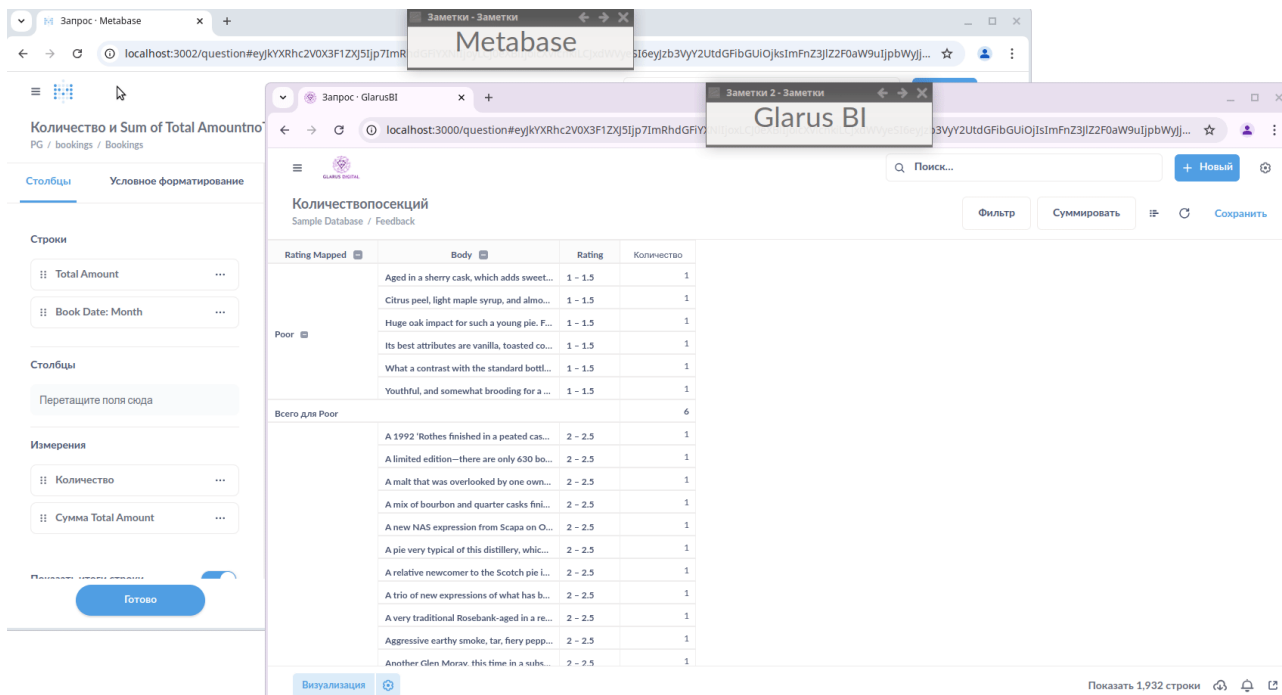 Запрос · Metabase
Заметки - Заметки
Metabase
localhost:3002/question#eyJkYXRhc2V0X3F1ZXJ5Ijp7ImR
Количество и Sum of Total Amountпо
PG / bookings / Bookings
Столбцы Условное форматирование
Строки
Total Amount
Book Date: Month
Столбцы
Перетащите поля сюда
Измерения
Количество
Сумма Total Amount
Показать итоги строки
Готово
Запрос · GlarusBI
Заметки 2 - Заметки
Glarus BI
localhost:3000/question#eyJkYXRhc2V0X3F1ZXJ5Ijp7ImRhdGFiY
GLARUS DIGITAL
Поиск...
+ Новый
Количествопосекций
Sample Database / Feedback
Фильтр Суммировать Сохранить
Rating Mapped Body Rating Количество
Aged in a sherry cask, which adds sweet... 1 – 1.5 1
Citrus peel, light maple syrup, and almo... 1 – 1.5 1
Huge oak impact for such a young pie. F... 1 – 1.5 1
Poor
Its best attributes are vanilla, toasted co... 1 – 1.5 1
What a contrast with the standard bottl... 1 – 1.5 1
Youthful, and somewhat brooding for a ... 1 – 1.5 1
Всего для Poor 6
A 1992 'Rothes finished in a peated cas... 2 – 2.5 1
A limited edition—there are only 630 bo... 2 – 2.5 1
A malt that was overlooked by one own... 2 – 2.5 1
A mix of bourbon and quarter casks fini... 2 – 2.5 1
A new NAS expression from Scapa on O... 2 – 2.5 1
A pie very typical of this distillery, whic... 2 – 2.5 1
A relative newcomer to the Scotch pie i... 2 – 2.5 1
A trio of new expressions of what has b... 2 – 2.5 1
A very traditional Rosebank-aged in a re... 2 – 2.5 1
Aggressive earthy smoke, tar, fiery pepp... 2 – 2.5 1
Another Glen Moray, this time in a subs... 2 – 2.5 1
Визуализация
Показать 1,932 строки